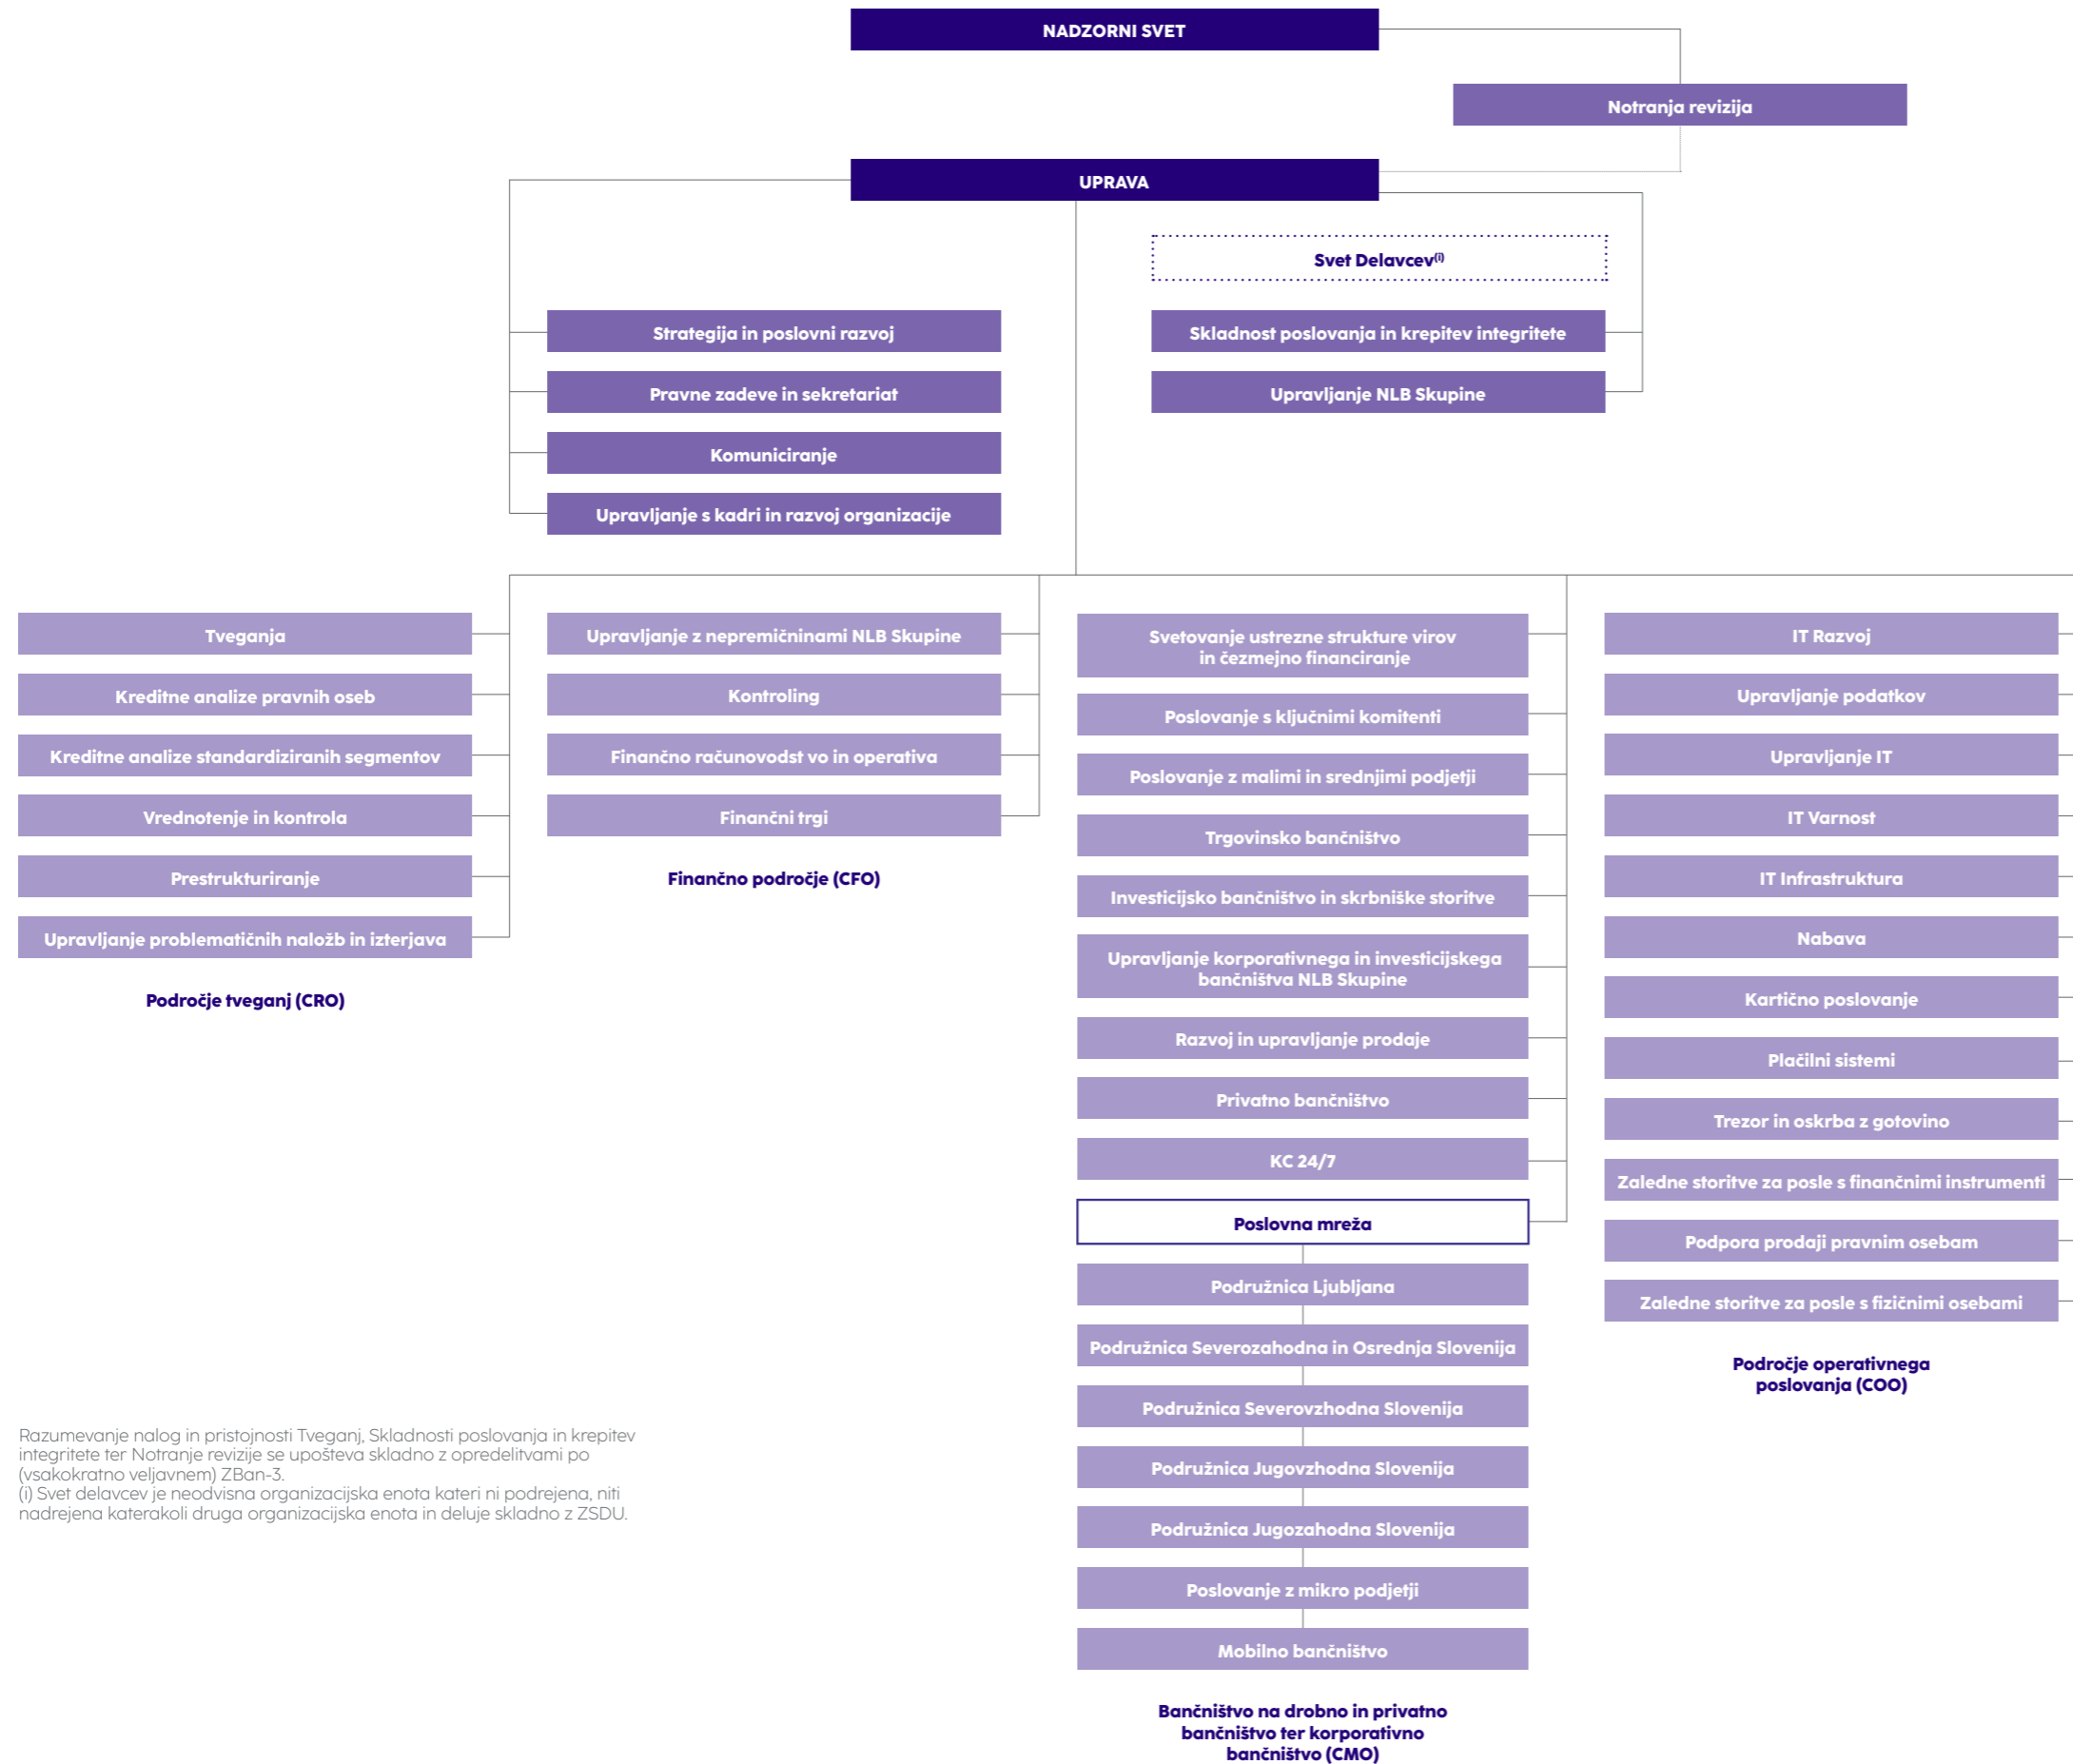 NADZORNI SVET
Notranja revizija
UPRAVA
Svet Delavcev(i)
Strategija in poslovni razvoj
Pravne zadeve in sekretariat
Komuniciranje
Upravljanje s kadri in razvoj organizacije
Skladnost poslovanja in krepitev integritete
Upravljanje NLB Skupine
Tveganja
Kreditne analize pravnih oseb
Kreditne analize standardiziranih segmentov
Vrednotenje in kontrola
Prestrukturiranje
Upravljanje problematičnih naložb in izterjava
Področje tveganj (CRO)
Upravljanje z nepremičninami NLB Skupine
Kontroling
Finančno računovodst vo in operativa
Finančni trgi
Finančno področje (CFO)
Svetovanje ustrezne strukture virov
in čezmejno financiranje
Poslovanje s ključnimi komitenti
Poslovanje z malimi in srednjimi podjetji
Trgovinsko bančništvo
Investicijsko bančništvo in skrbniške storitve
Upravljanje korporativnega in investicijskega
bančništva NLB Skupine
Razvoj in upravljanje prodaje
Privatno bančništvo
KC 24/7
Poslovna mreža
Podružnica Ljubljana
Podružnica Severozahodna in Osrednja Slovenija
Podružnica Severovzhodna Slovenija
Podružnica Jugovzhodna Slovenija
Podružnica Jugozahodna Slovenija
Poslovanje z mikro podjetji
Mobilno bančništvo
Bančništvo na drobno in privatno
bančništvo ter korporativno
bančništvo (CMO)
IT Razvoj
Upravljanje podatkov
Upravljanje IT
IT Varnost
IT Infrastruktura
Nabava
Kartično poslovanje
Plačilni sistemi
Trezor in oskrba z gotovino
Zaledne storitve za posle s finančnimi instrumenti
Podpora prodaji pravnim osebam
Zaledne storitve za posle s fizičnimi osebami
Področje operativnega
poslovanja (COO)
Razumevanje nalog in pristojnosti Tveganj, Skladnosti poslovanja in krepitev
integritete ter Notranje revizije se upošteva skladno z opredelitvami po
(vsakokratno veljavnem) ZBan-3.
(i) Svet delavcev je neodvisna organizacijska enota kateri ni podrejena, niti
nadrejena katerakoli druga organizacijska enota in deluje skladno z ZSDU.